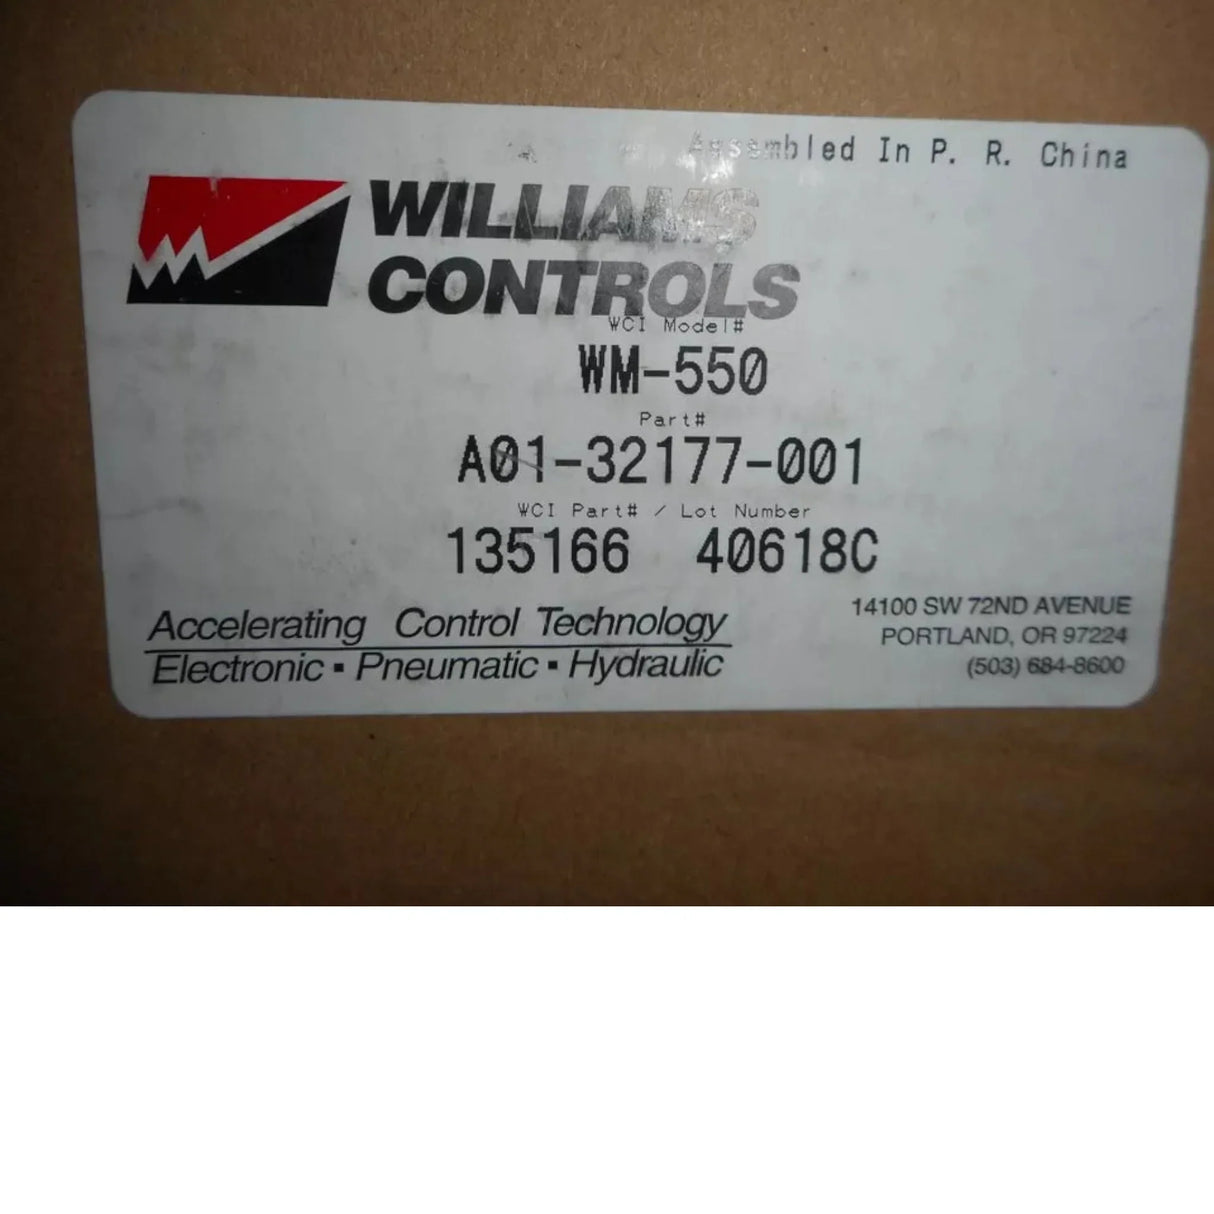 Assembled In P. R. China
WILLIAMS
CONTROLS
WCI Model#
WM-550
Part#
A01-32177-001
WCI Part# / Lot Number
135166 40618C
Accelerating Control Technology
Electronic ▪ Pneumatic ▪ Hydraulic
14100 SW 72ND AVENUE
PORTLAND, OR 97224
(503) 684-8600